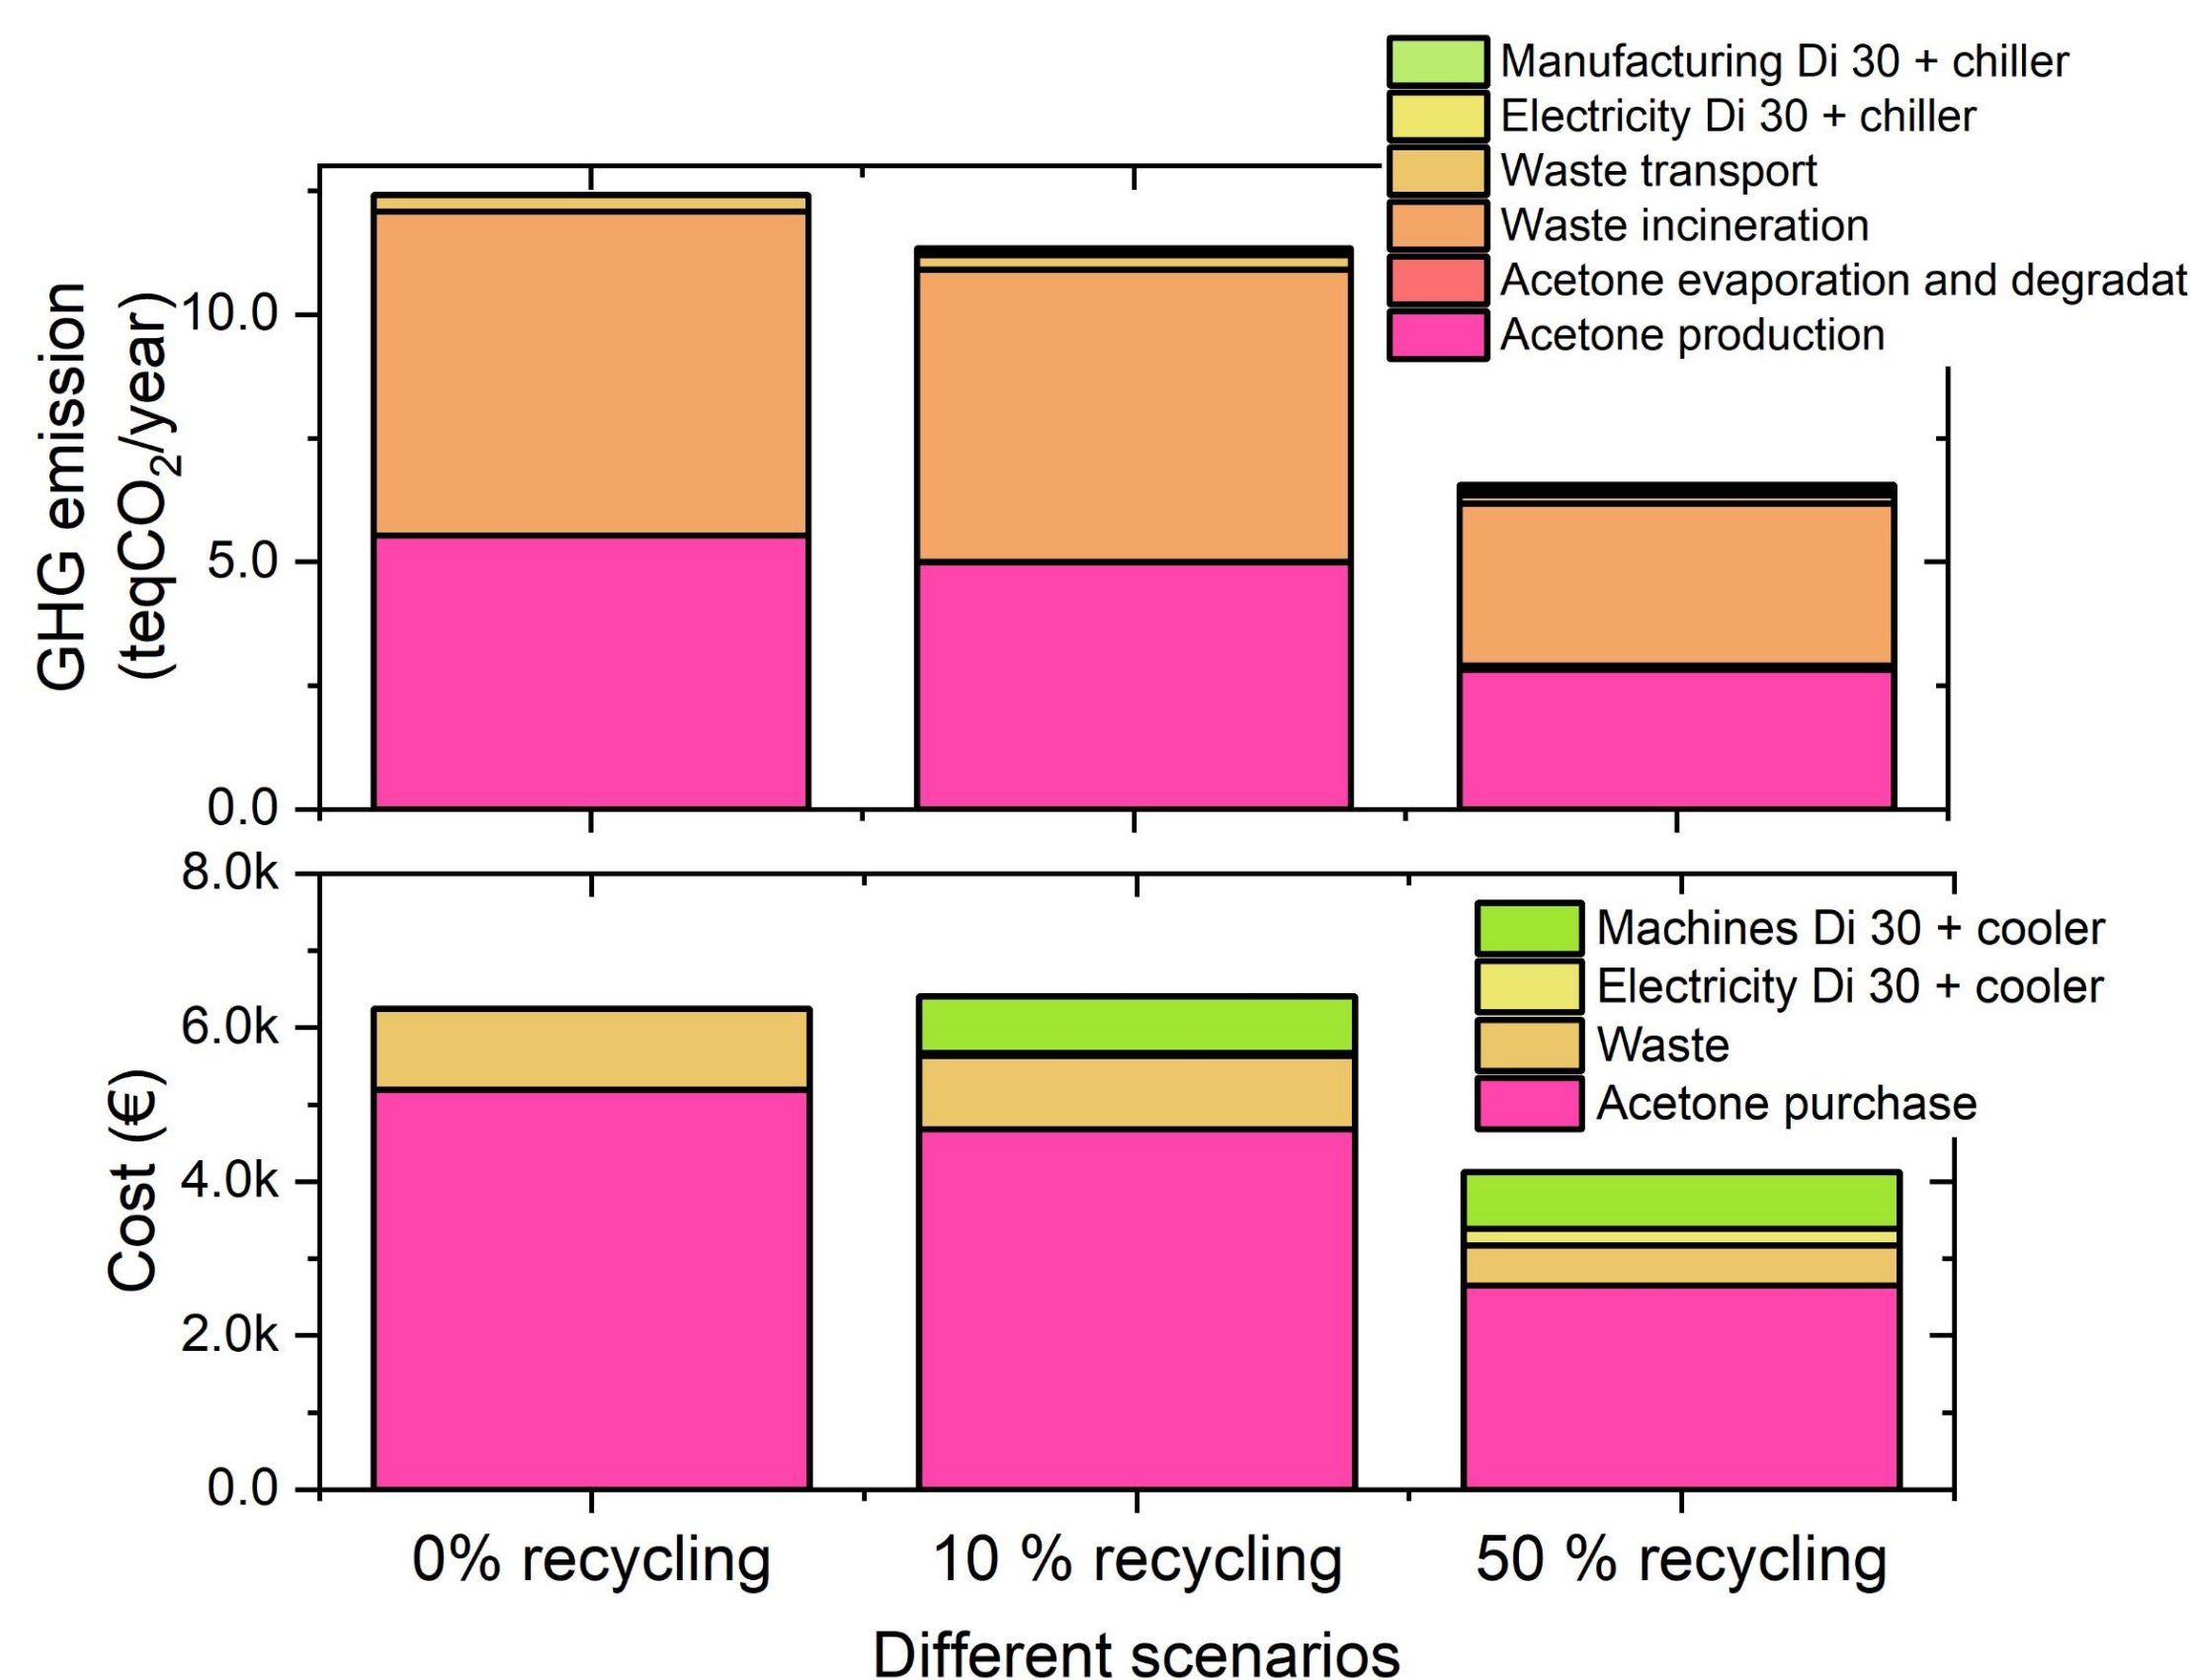 Manufacturing Di 30 + chiller
Electricity Di 30 + chiller
Waste transport
Waste incineration
Acetone evaporation and degradat
Acetone production
GHG emission
(teqCO₂/year)
10.0
5.0
0.0
8.0k
6.0k
4.0k
2.0k
0.0
Cost (€)
Machines Di 30 + cooler
Electricity Di 30 + cooler
Waste
Acetone purchase
0% recycling
10 % recycling
50 % recycling
Different scenarios